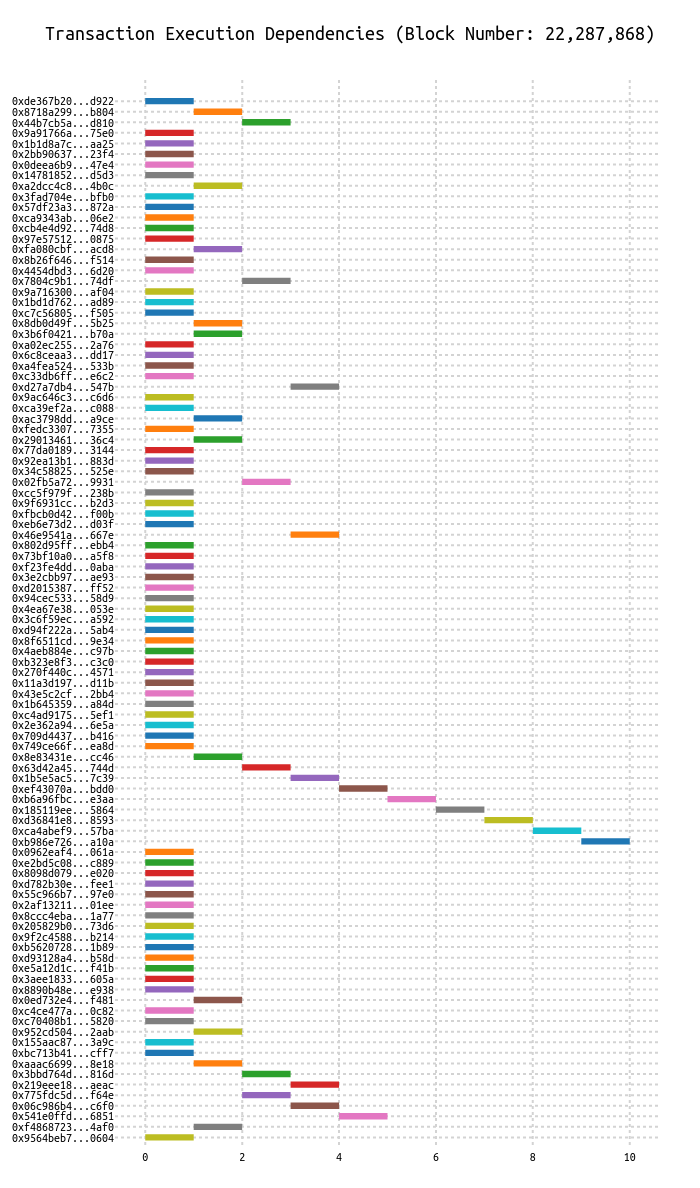 Transaction Execution Dependencies (Block Number: 22,287,868)
0xde367b20...d922
0x8718a299...b804
0x44b7cb5a...d810
0x9a91766a...75e0
0x1b1d8a7c...aa25
0x2bb90637...23f4
0x0deea6b9...47e4
0x14781852...d5d3
0xa2dcc4c8...4b0c
0x3fad704e...bfb0
0x57df23a3...872a
0xca9343ab...06e2
0xcb4e4d92...74d8
0x97e57512...0875
0xfa080cbf...acd8
0x8b26f646...f514
0x4454dbd3...6d20
0x7804c9b1...74df
0x9a716300...af04
0x1bd1d762...ad89
0xc7c56805...f505
0x8db0d49f...5b25
0x3b6f0421...b70a
0xa02ec255...2a76
0x6c8ceaa3...dd17
0xa4fea524...533b
0xc33db6ff...e6c2
0xd27a7db4...547b
0x9ac646c3...c6d6
0xca39ef2a...c088
0xac3798dd...a9ce
0xfedc3307...7355
0x29013461...36c4
0x77da0189...3144
0x92ea13b1...883d
0x34c58825...525e
0x02fb5a72...9931
0xcc5f979f...238b
0x9f6931cc...b2d3
0xfbcb0d42...f00b
0xeb6e73d2...d03f
0x46e9541a...667e
0x802d95ff...ebb4
0x73bf10a0...a5f8
0xf23fe4dd...0aba
0x3e2cbb97...ae93
0xd2015387...ff52
0x94cec533...58d9
0x4ea67e38...053e
0x3c6f59ec...a592
0xd94f222a...5ab4
0x8f6511cd...9e34
0x4aeb884e...c97b
0xb323e8f3...c3c0
0x270f440c...4571
0x11a3d197...d11b
0x43e5c2cf...2bb4
0x1b645359...a84d
0xc4ad9175...5ef1
0x2e362a94...6e5a
0x709d4437...b416
0x749ce66f...ea8d
0x8e83431e...cc46
0x63d42a45...744d
0x1b5e5ac5...7c39
0xef43070a...bdd0
0xb6a96fbc...e3aa
0x185119ee...5864
0xd36841e8...8593
0xca4abef9...57ba
0xb986e726...a10a
0x0962eaf4...061a
0xe2bd5c08...c889
0x8098d079...e020
0xd782b30e...fee1
0x55c966b7...97e0
0x2af13211...01ee
0x8ccc4eba...1a77
0x205829b0...73d6
0x9f2c4588...b214
0xb5620728...1b89
0xd93128a4...b58d
0xe5a12d1c...f41b
0x3aee1833...605a
0x8890b48e...e938
0x0ed732e4...f481
0xc4ce477a...0c82
0xc70408b1...5820
0x952cd504...2aab
0x155aac87...3a9c
0xbc713b41...cff7
0xaaac6699...8e18
0x3bbd764d...816d
0x219eee18...aeac
0x775fdc5d...f64e
0x06c986b4...c6f0
0x541e0ffd...6851
0xf4868723...4af0
0x9564beb7...0604
0 2 4 6 8 10